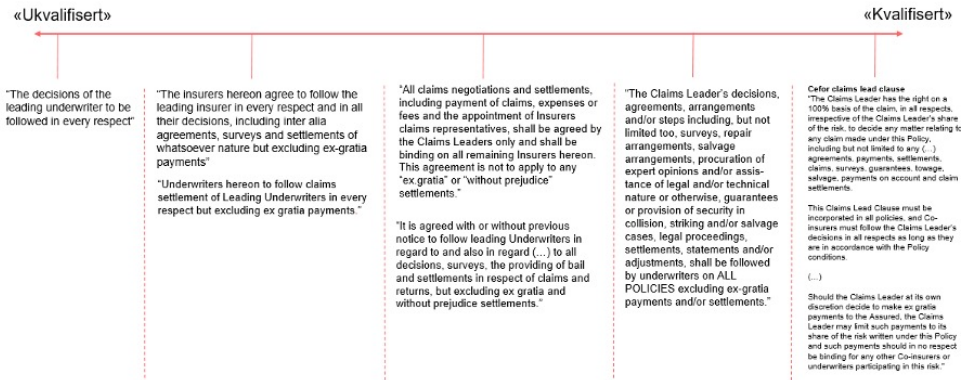 «Ukvalifisert»
«Kvalifisert»
“The decisions of the
leading underwriter to be
followed in every respect”
“The insurers hereon agree to follow the
leading insurer in every respect and in all
their decisions, including inter alia
agreements, surveys and settlements of
whatsoever nature but excluding ex-gratia
payments”
“Underwriters hereon to follow claims
settlement of Leading Underwriters in every
respect but excluding ex gratia payments.”
“All claims negotiations and settlements,
including payment of claims, expenses or
fees and the appointment of Insurers
claims representatives, shall be agreed by
the Claims Leaders only and shall be
binding on all remaining Insurers hereon.
This agreement is not to apply to any
“ex.gratia” or “without prejudice”
settlements.”
“It is agreed with or without previous
notice to follow leading Underwriters in
regard to and also in regard (…) to all
decisions, surveys, the providing of bail
and settlements in respect of claims and
returns, but excluding ex gratia and
without prejudice settlements.“
“The Claims Leader’s decisions,
agreements, arrangements
and/or steps including, but not
limited too, surveys, repair
arrangements, salvage
arrangements, procuration of
expert opinions and/or assis-
tance of legal and/or technical
nature or otherwise, guarantees
or provision of security in
collision, striking and/or salvage
cases, legal proceedings,
settlements, statements and/or
adjustments, shall be followed
by underwriters on ALL
POLICIES excluding ex-gratia
payments and/or settlements.”
Cefor claims lead clause
“The Claims Leader has the right on a
100% basis of the claim, in all respects,
irrespective of the Claims Leader’s share
of the risk, to decide any matter relating to
any claim made under this Policy,
including but not limited to any (…)
agreements, payments, settlements,
claims, surveys, guarantees, towage,
salvage, payments on account and claim
settlements.
This Claims Lead Clause must be
incorporated in all policies, and Co-
insurers must follow the Claims Leader’s
decisions in all respects as long as they
are in accordance with the Policy
conditions.
(…)
Should the Claims Leader at its own
discretion decide to make ex gratia
payments to the Assured, the Claims
Leader may limit such payments to its
share of the risk written under this Policy
and such payments should in no respect
be binding for any other Co-insurers or
underwriters participating in this risk.”